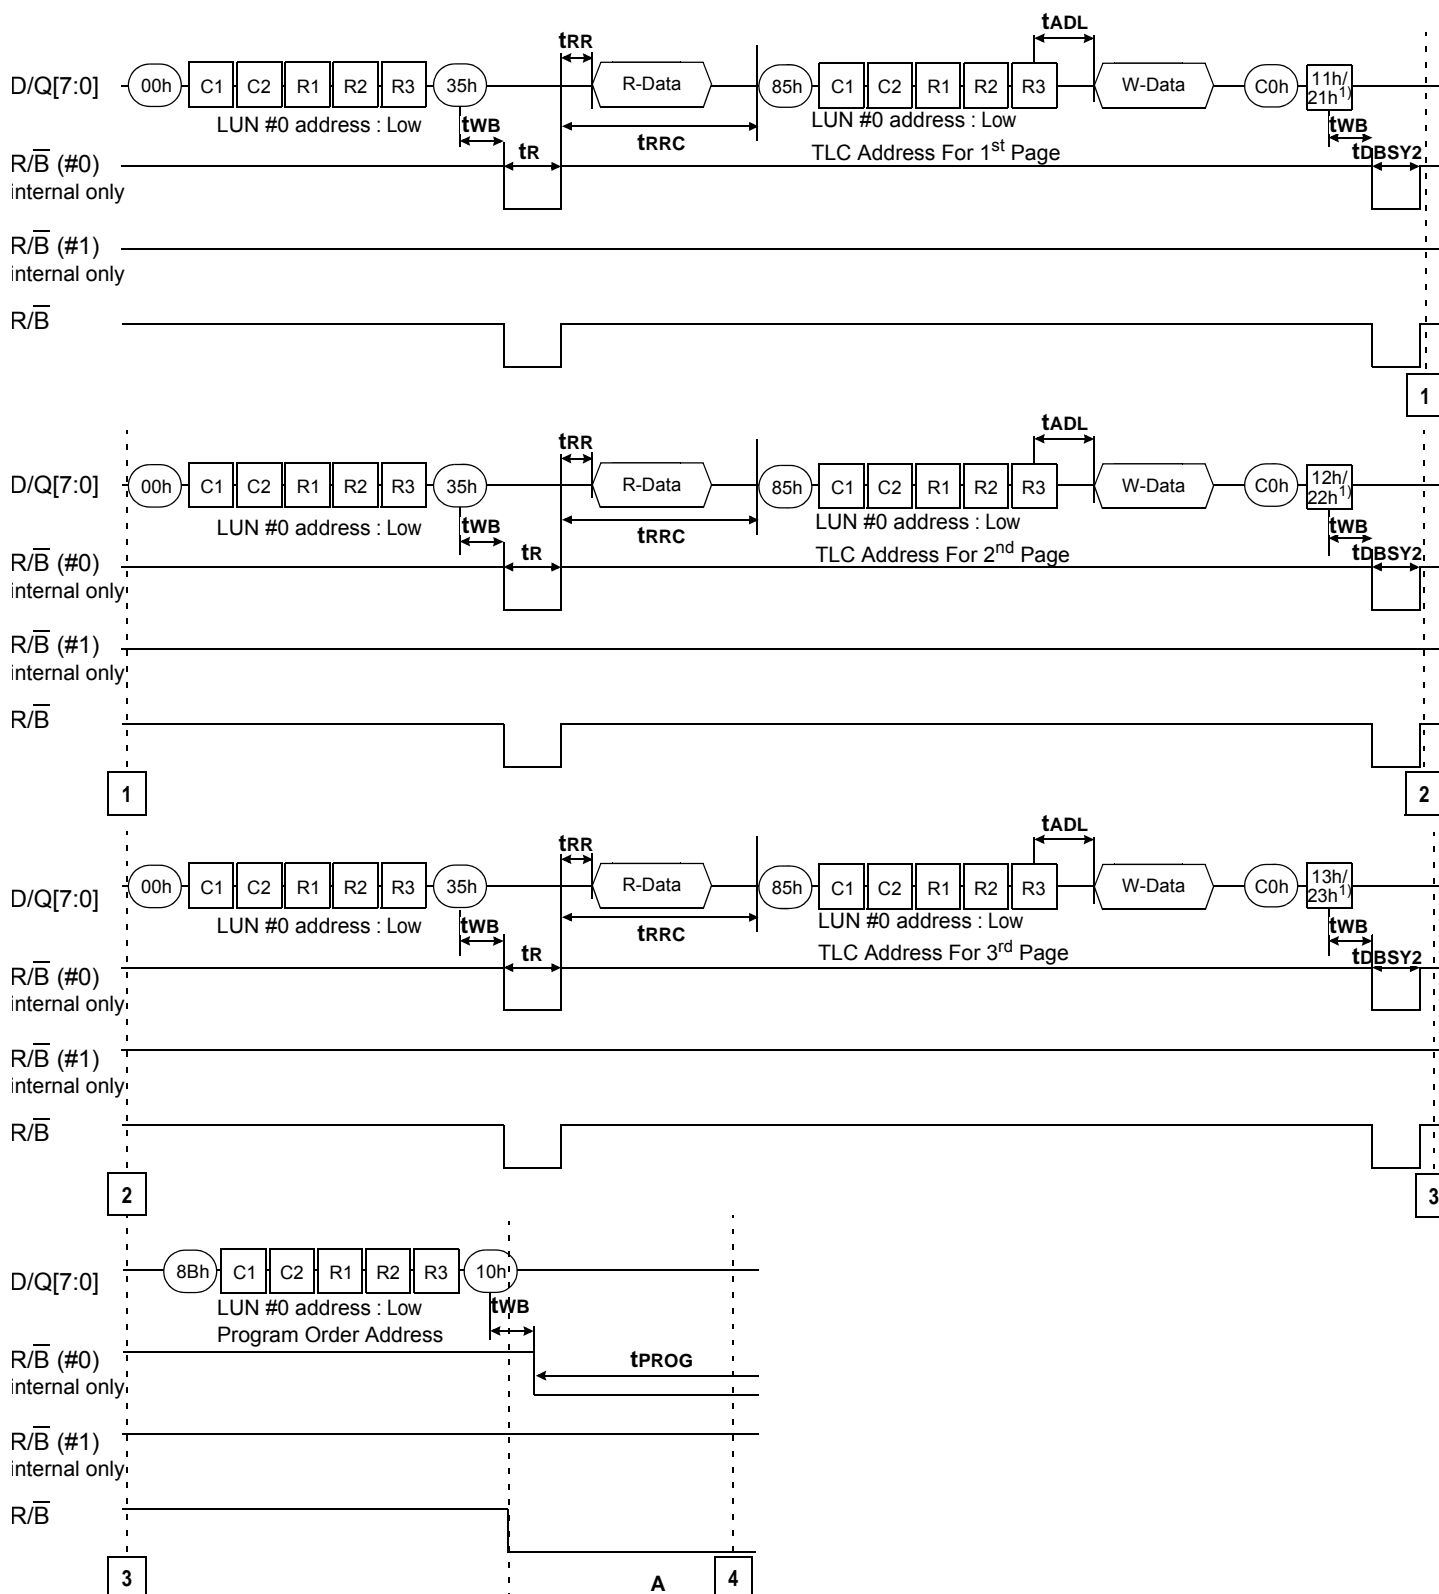 tRR tADL
D/Q[7:0] 00h C1 C2 R1 R2 R3 35h R-Data 85h C1 C2 R1 R2 R3 W-Data C0h 11h/
21h1)
LUN #0 address : Low tWB tRRC LUN #0 address : Low tWB
TLC Address For 1st Page
R/B (#0) tR tDBSY2
internal only
R/B (#1)
internal only
R/B
1
tRR tADL
D/Q[7:0] 00h C1 C2 R1 R2 R3 35h R-Data 85h C1 C2 R1 R2 R3 W-Data C0h 12h/
22h1)
LUN #0 address : Low tWB tRRC LUN #0 address : Low tWB
TLC Address For 2nd Page
R/B (#0) tR tDBSY2
internal only
R/B (#1)
internal only
R/B
1 2
tRR tADL
D/Q[7:0] 00h C1 C2 R1 R2 R3 35h R-Data 85h C1 C2 R1 R2 R3 W-Data C0h 13h/
23h1)
LUN #0 address : Low tWB tRRC LUN #0 address : Low tWB
TLC Address For 3rd Page
R/B (#0) tR tDBSY2
internal only
R/B (#1)
internal only
R/B
2 3
D/Q[7:0] 8Bh C1 C2 R1 R2 R3 10h
LUN #0 address : Low tWB
Program Order Address
R/B (#0) tPROG
internal only
R/B (#1)
internal only
R/B
3 A 4